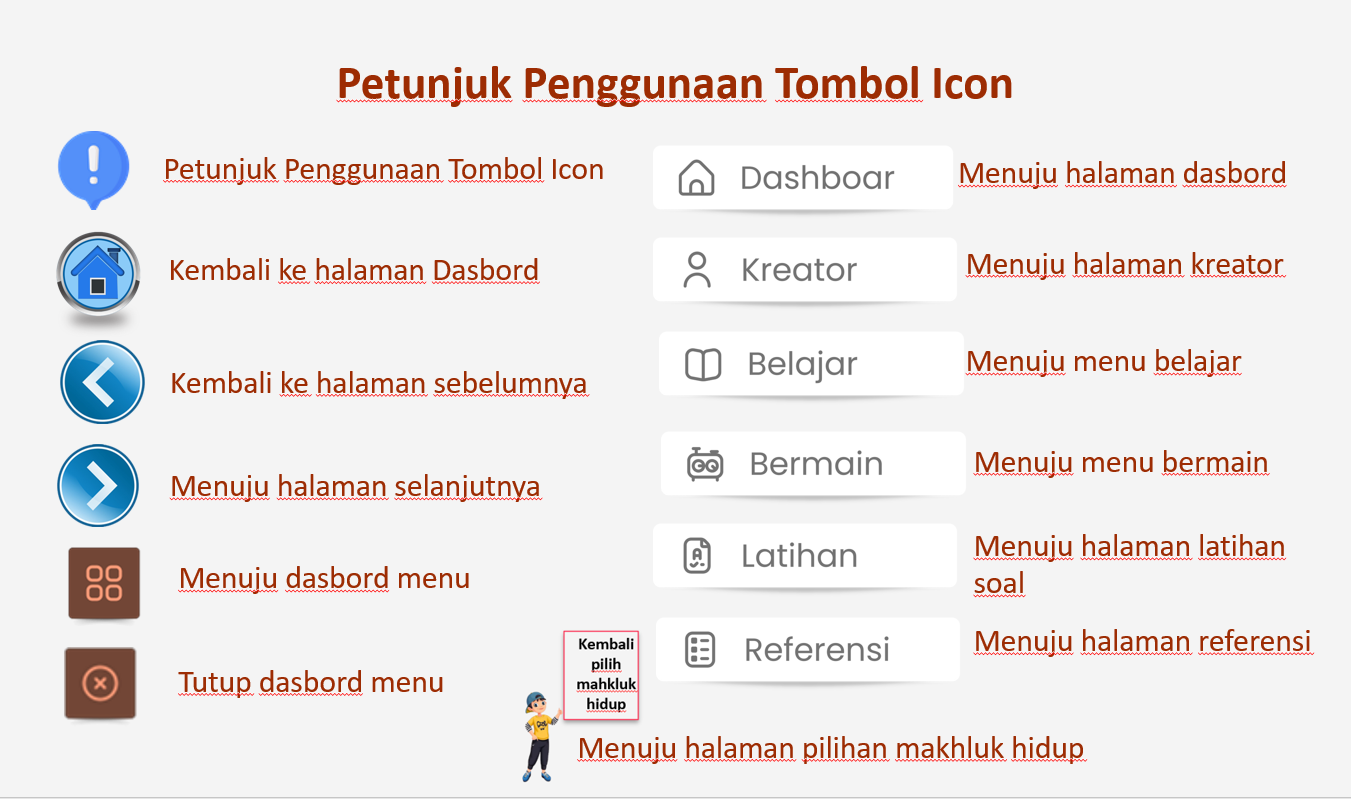 Petunjuk Penggunaan Tombol Icon
Petunjuk Penggunaan Tombol Icon
Kembali ke halaman Dasbord
Kembali ke halaman sebelumnya
Menuju halaman selanjutnya
Menuju dasbord menu
Tutup dasbord menu
Dashboar
Menuju halaman dasbord
Kreator
Menuju halaman kreator
Belajar
Menuju menu belajar
Bermain
Menuju menu bermain
Latihan
Menuju halaman latihan
soal
Referensi
Menuju halaman referensi
Kembali
pilih
mahkluk
hidup
Menuju halaman pilihan makhluk hidup